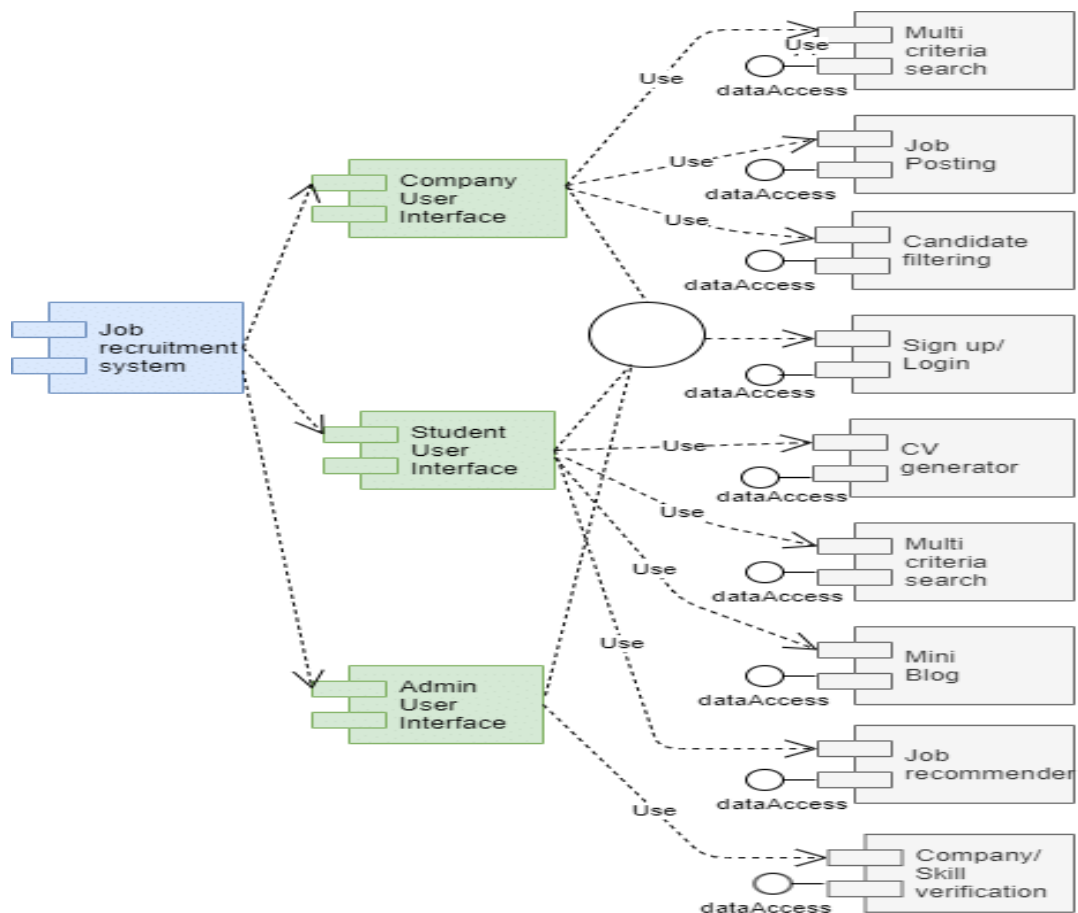 Multi
criteria
search
Use
Use
dataAccess
Job
Posting
Use
dataAccess
Company
User
Interface
Candidate
filtering
Use
dataAccess
Job
recruitment
system
Sign up/
Login
dataAccess
Student
User
Interface
Use
CV
generator
dataAccess
Use
Multi
criteria
search
dataAccess
Use
Mini
Blog
dataAccess
Use
Admin
User
Interface
Job
recommender
dataAccess
Use
Company/
Skill
verification
dataAccess